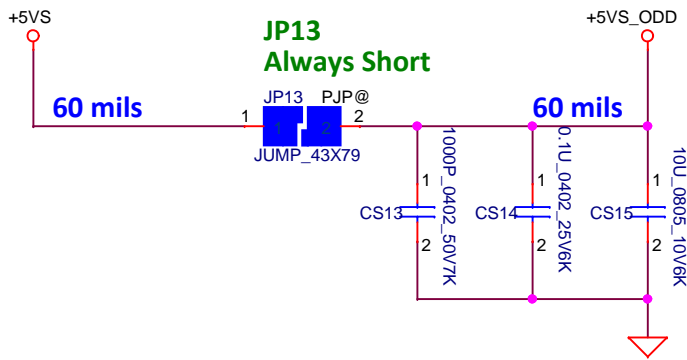 +5VS
+5VS_ODD
JP13
Always Short
60 mils
60 mils
JP13
PJP@
1
1
2
2
JUMP_43X79
CS13
1
2
1000P_0402_50V7K
CS14
1
2
0.1U_0402_25V6K
CS15
1
2
10U_0805_10V6K